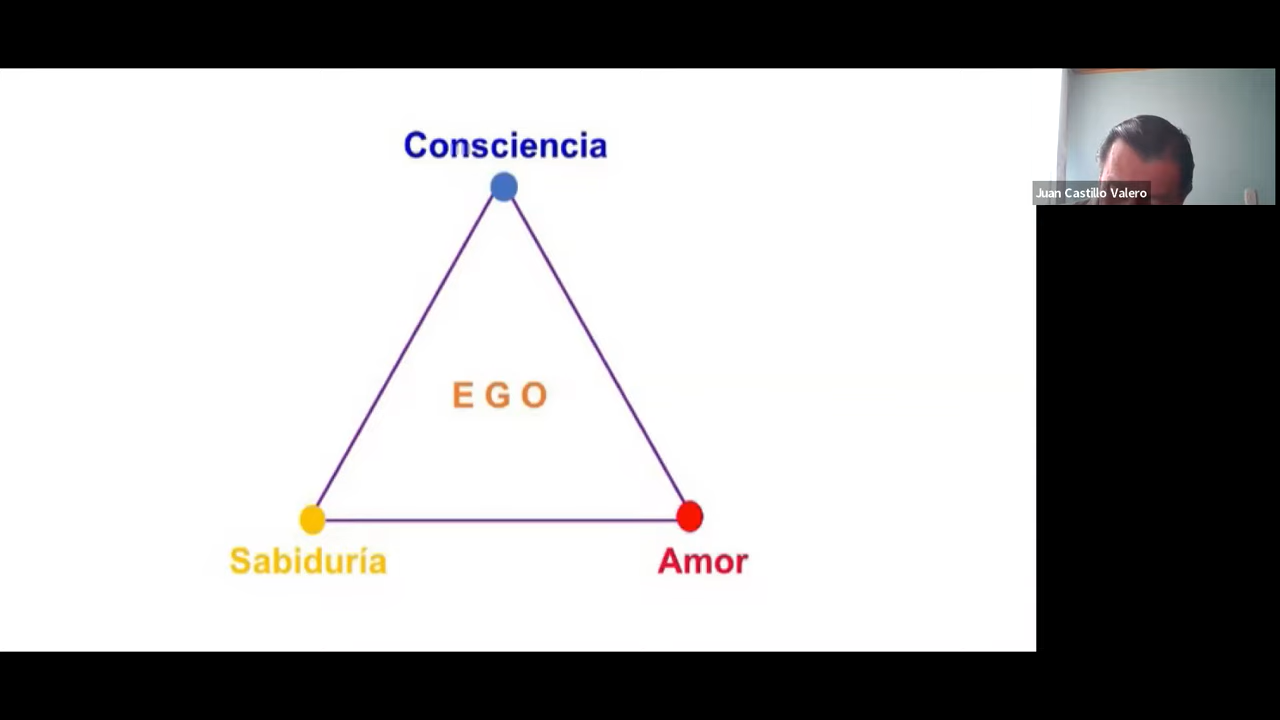 Consciencia
Juan Castillo Valero
E G O
Sabiduría
Amor